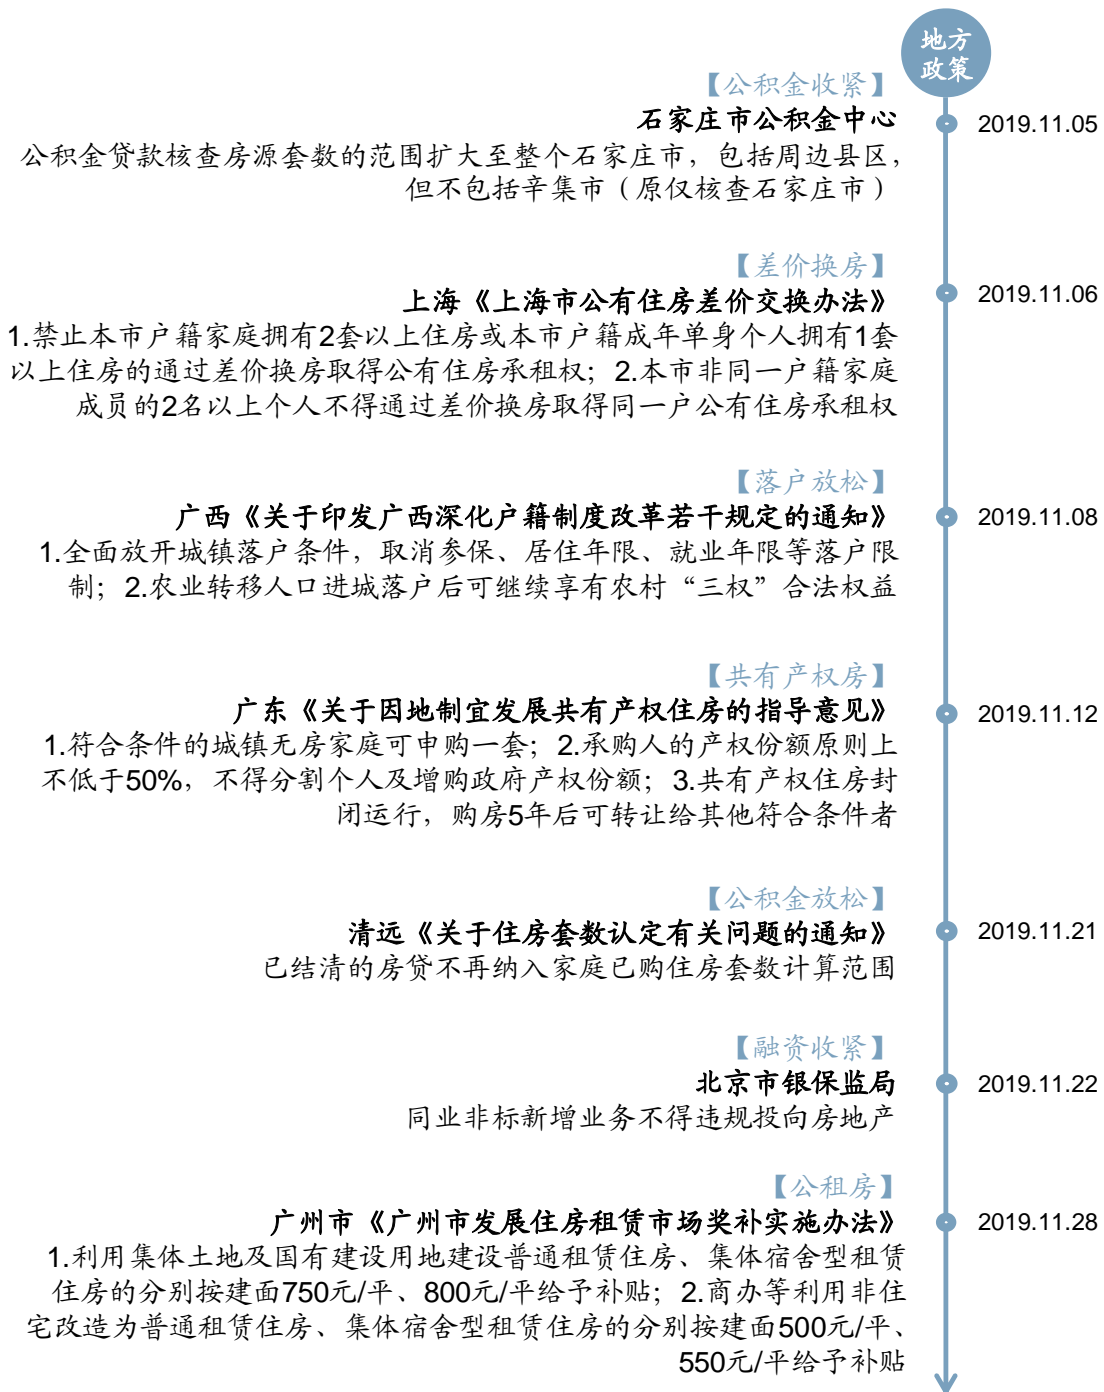 地方
政策
【公积金收紧】
石家庄市公积金中心
2019.11.05
公积金贷款核查房源套数的范围扩大至整个石家庄市，包括周边县区，
但不包括辛集市（原仅核查石家庄市）
【差价换房】
上海《上海市公有住房差价交换办法》
2019.11.06
1.禁止本市户籍家庭拥有2套以上住房或本市户籍成年单身个人拥有1套
以上住房的通过差价换房取得公有住房承租权；2.本市非同一户籍家庭
成员的2名以上个人不得通过差价换房取得同一户公有住房承租权
【落户放松】
广西《关于印发广西深化户籍制度改革若干规定的通知》
2019.11.08
1.全面放开城镇落户条件，取消参保、居住年限、就业年限等落户限
制；2.农业转移人口进城落户后可继续享有农村“三权”合法权益
【共有产权房】
广东《关于因地制宜发展共有产权住房的指导意见》
2019.11.12
1.符合条件的城镇无房家庭可申购一套；2.承购人的产权份额原则上
不低于50%，不得分割个人及增购政府产权份额；3.共有产权住房封
闭运行，购房5年后可转让给其他符合条件者
【公积金放松】
清远《关于住房套数认定有关问题的通知》
2019.11.21
已结清的房贷不再纳入家庭已购住房套数计算范围
【融资收紧】
北京市银保监局
2019.11.22
同业非标新增业务不得违规投向房地产
【公租房】
广州市《广州市发展住房租赁市场奖补实施办法》
2019.11.28
1.利用集体土地及国有建设用地建设普通租赁住房、集体宿舍型租赁
住房的分别按建面750元/平、800元/平给予补贴；2.商办等利用非住
宅改造为普通租赁住房、集体宿舍型租赁住房的分别按建面500元/平、
550元/平给予补贴